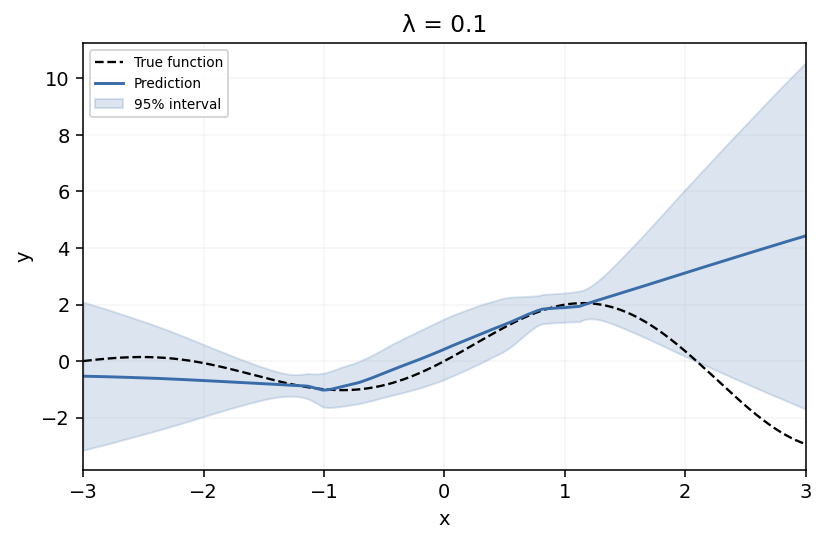 λ = 0.1
True function
Prediction
95% interval
10
8
6
4
2
0
−2
y
−3 −2 −1 0 1 2 3
x